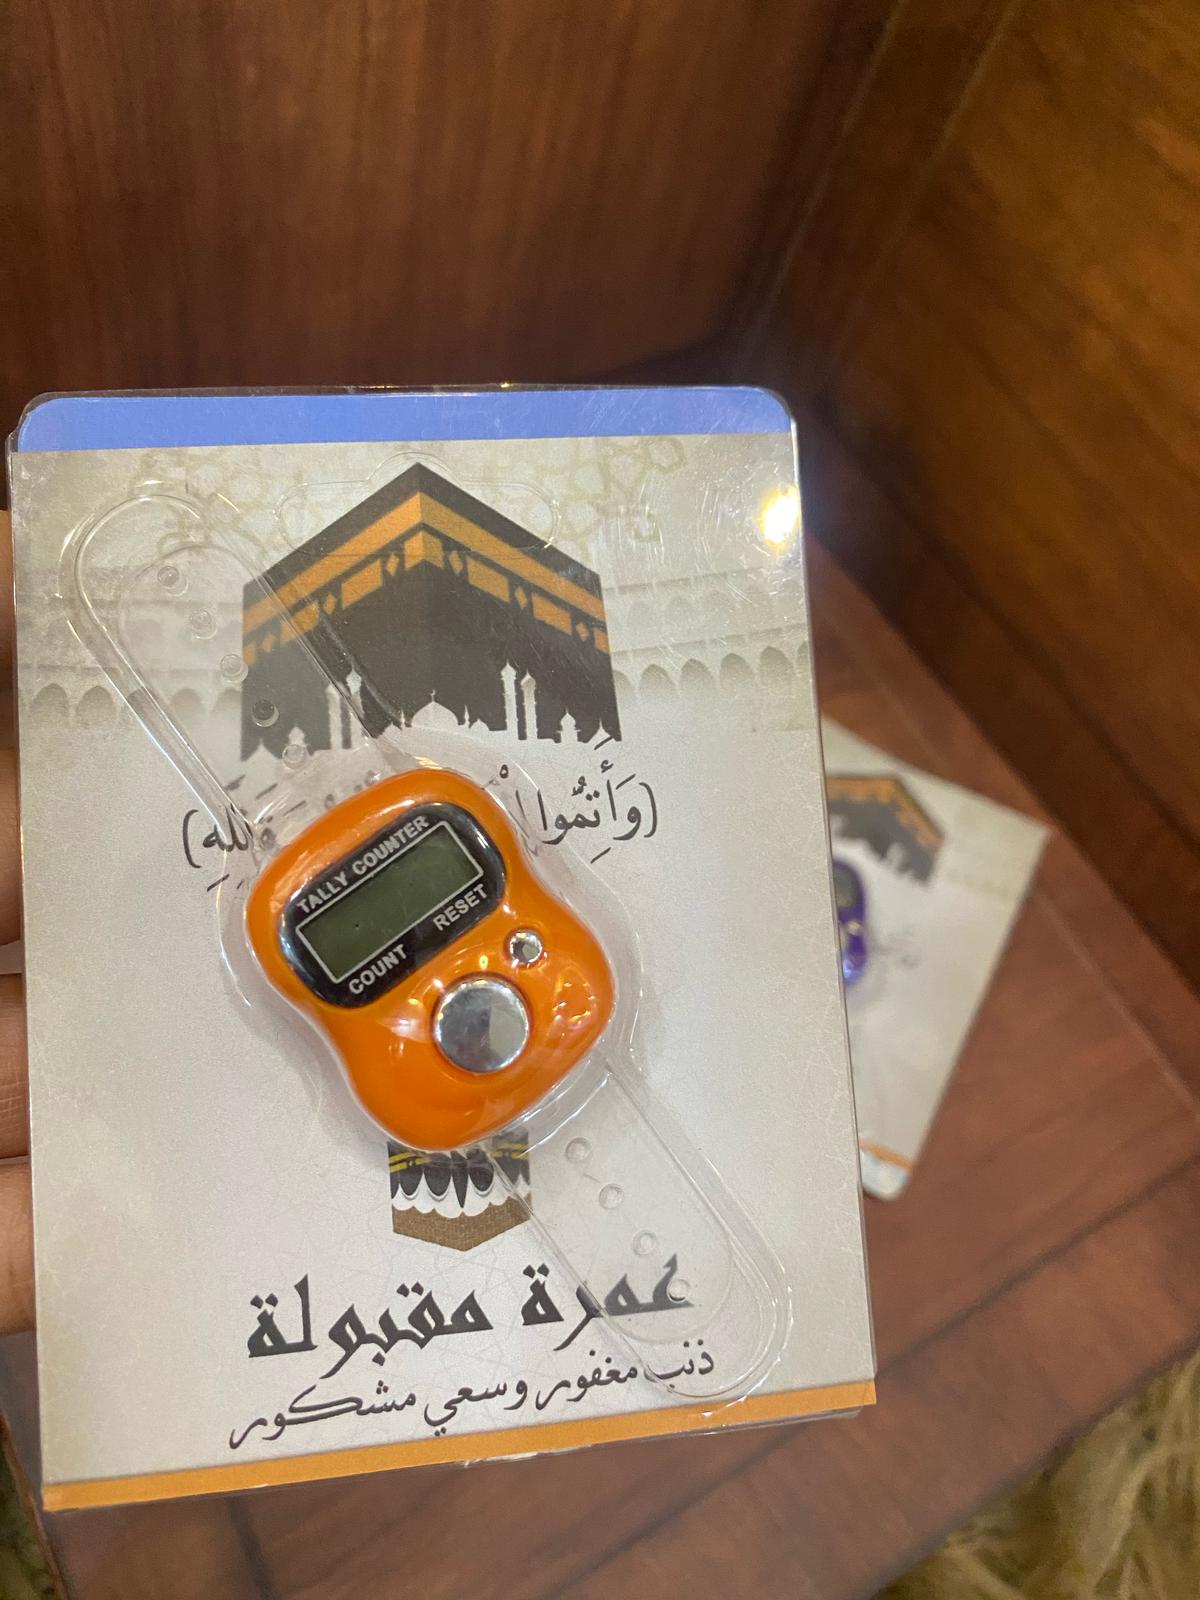 (وَأَتِمُّوا لِلَّهِ)
TALLY COUNTER
COUNT RESET
عمرة مقبولة
ذنب مغفور وسعي مشكور